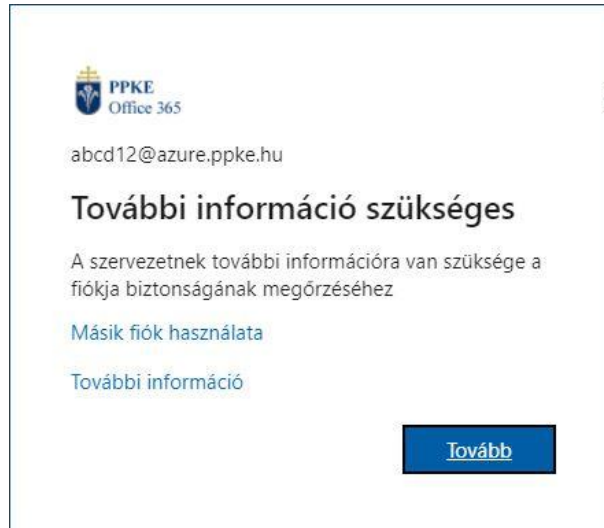 PPKE
Office 365
abcd12@azure.ppke.hu
További információ szükséges
A szervezetnek további információra van szüksége a
fiókja biztonságának megőrzéséhez
Másik fiók használata
További információ
Tovább